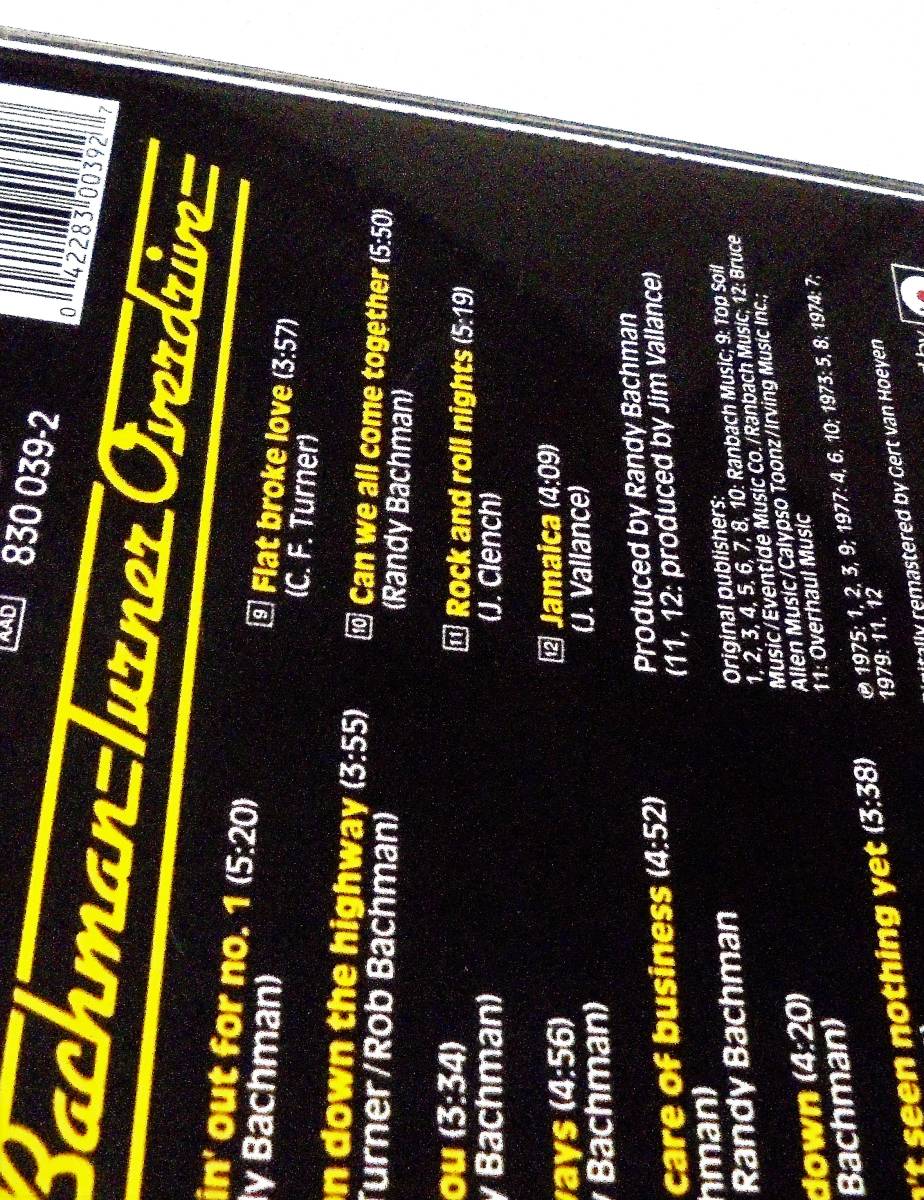 AAD 830 039-2
0 42283 00392 7
Bachman=Turner Overdrive=
out for no. 1 (5:20)
Bachman)
down the highway (3:55)
Turner/Rob Bachman)
(3:34)
Bachman)
(4:56)
Bachman)
care of business (4:52)
Randy Bachman
down (4:20)
Bachman)
seen nothing yet (3:38)
9 Flat broke love (3:57)
(C. F. Turner)
10 Can we all come together (5:50)
(Randy Bachman)
11 Rock and roll nights (5:19)
(J. Clench)
12 Jamaica (4:09)
(J. Vallance)
Produced by Randy Bachman
(11, 12: produced by Jim Vallance)
Original publishers:
1, 2, 3, 4, 5, 6, 7, 8, 10: Ranbach Music; 9: Top Soil
Music/Eventide Music Co./Ranbach Music; 12: Bruce
Allen Music/Calypso Toonz/Irving Music Inc.;
11: Overhaul Music
℗ 1975: 1, 2, 3, 9; 1977: 4, 6, 10; 1973: 5, 8; 1974: 7;
1979: 11, 12
remastered by Gert van Hoeven